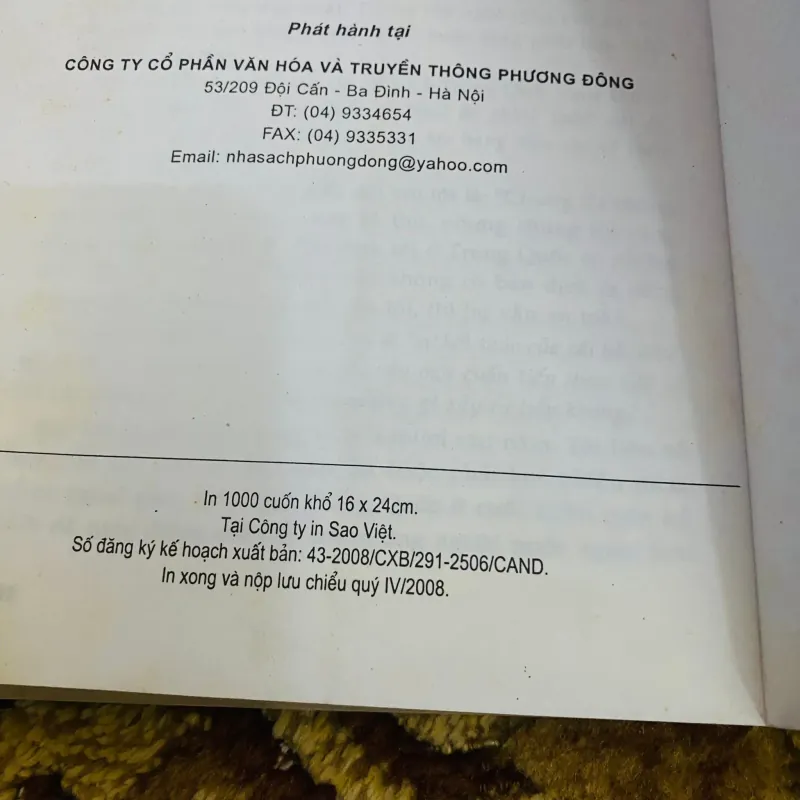 Phát hành tại
CÔNG TY CỔ PHẦN VĂN HÓA VÀ TRUYỀN THÔNG PHƯƠNG ĐÔNG
53/209 Đội Cấn - Ba Đình - Hà Nội
ĐT: (04) 9334654
FAX: (04) 9335331
Email: nhasachphuongdong@yahoo.com
In 1000 cuốn khổ 16 x 24cm.
Tại Công ty in Sao Việt.
Số đăng ký kế hoạch xuất bản: 43-2008/CXB/291-2506/CAND.
In xong và nộp lưu chiểu quý IV/2008.